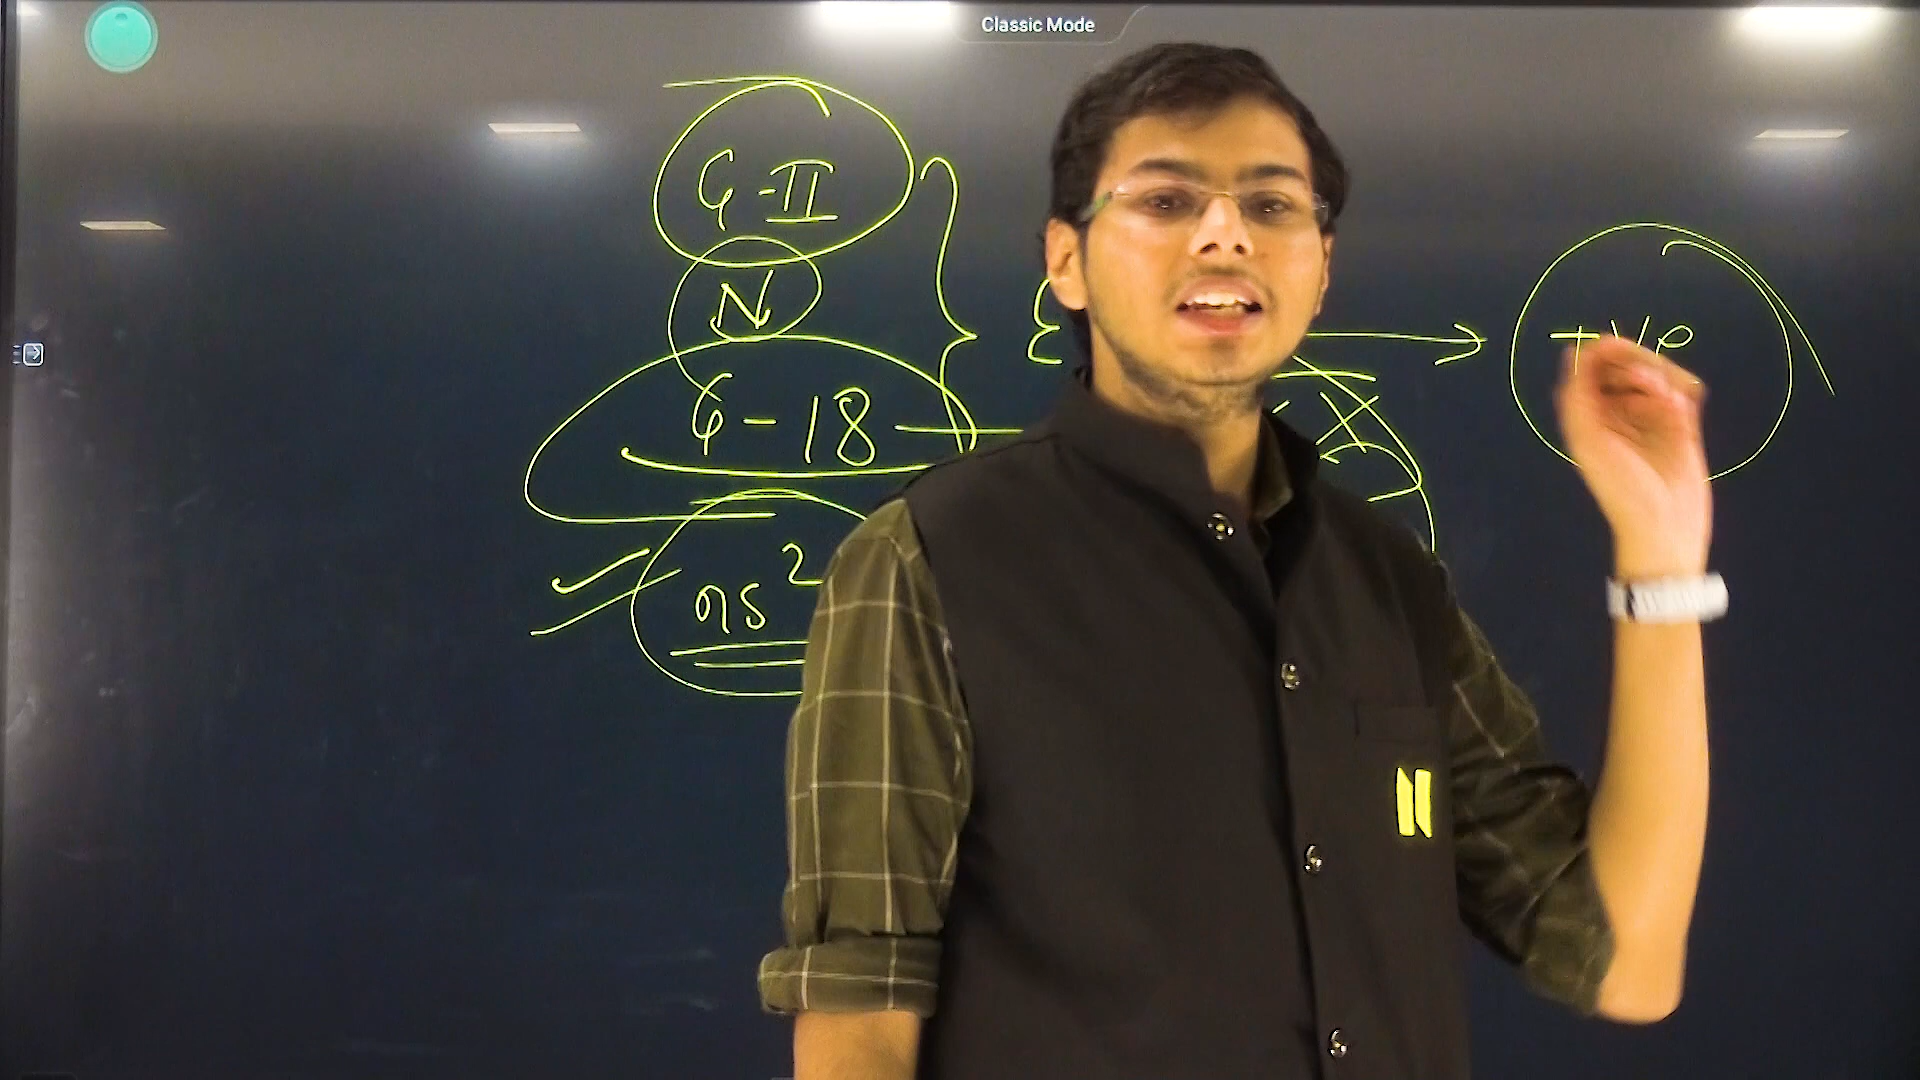 Classic Mode
G-II
N
+ve
G-18
ns²